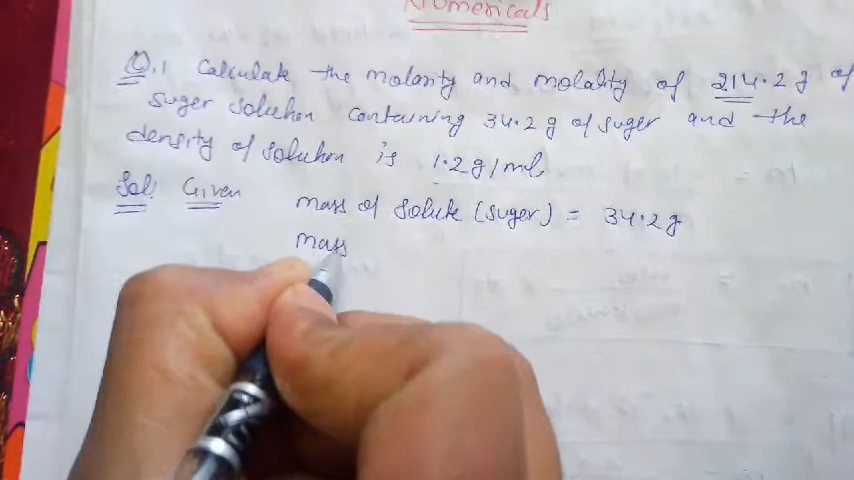 Numericals
Q.1 Calculate the molarity and molality of 214.2 g of
suger solution containing 34.2 g of suger and the
density of solution is 1.2 g/ml.
Sol. Given mass of solute (suger) = 34.2 g
mass